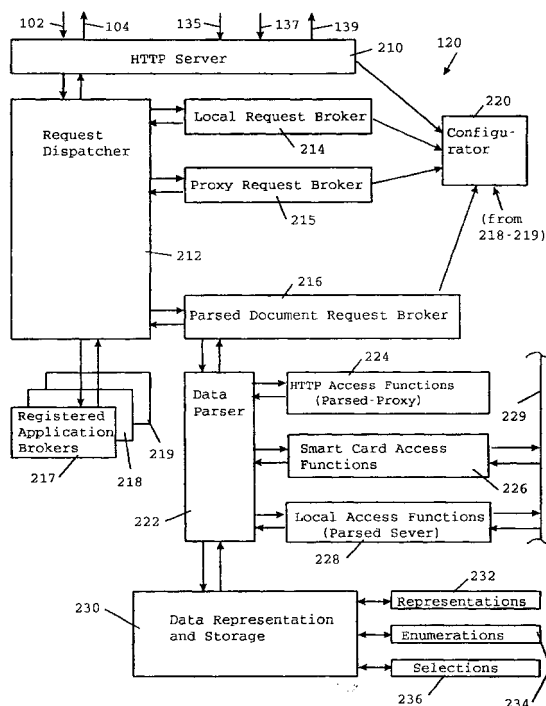 102
104
135
137
139
210
HTTP Server
120
220
Configu-
rator
Request
Dispatcher
Local Request Broker
214
Proxy Request Broker
215
(from
218-219)
212
216
Parsed Document Request Broker
224
HTTP Access Functions
(Parsed-Proxy)
229
Data
Parser
Registered
Application
Brokers
217
218
219
Smart Card Access
Functions
226
222
Local Access Functions
(Parsed Sever)
228
230
Data Representation
and Storage
232
Representations
Enumerations
Selections
236
234